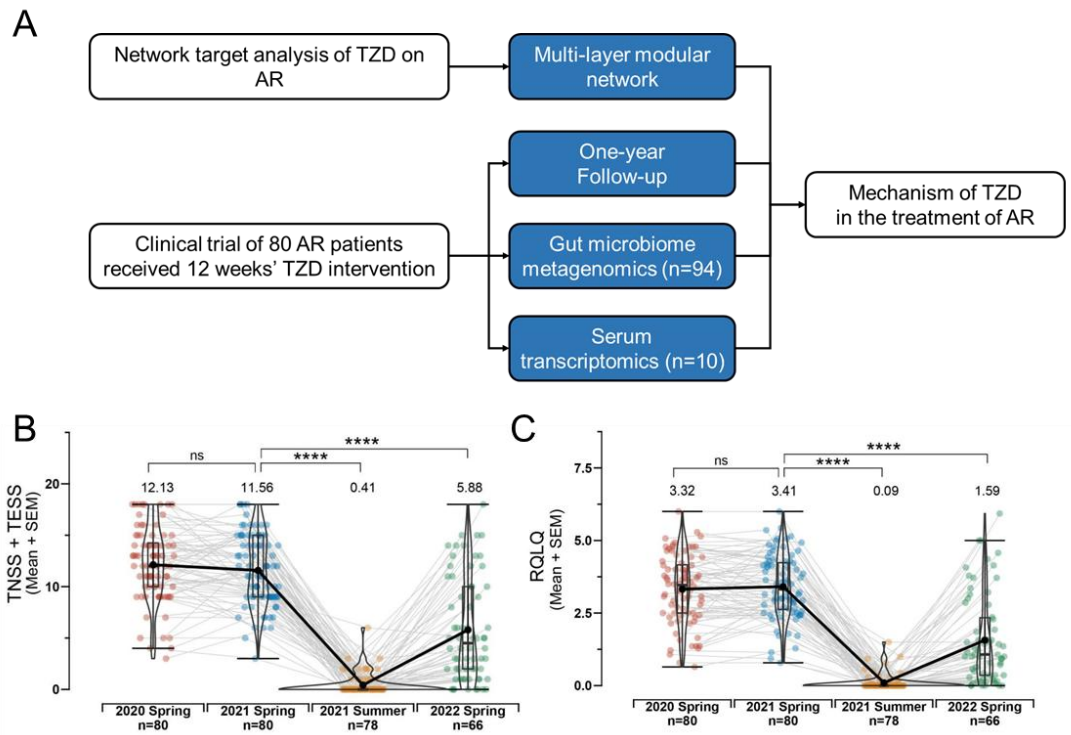 A
Network target analysis of TZD on
AR
Multi-layer modular
network
One-year
Follow-up
Mechanism of TZD
in the treatment of AR
Clinical trial of 80 AR patients
received 12 weeks’ TZD intervention
Gut microbiome
metagenomics (n=94)
Serum
transcriptomics (n=10)
B
TNSS + TESS
(Mean + SEM)
20
10
0
ns
****
****
12.13
11.56
0.41
5.88
2020 Spring
n=80
2021 Spring
n=80
2021 Summer
n=78
2022 Spring
n=66
C
RQLQ
(Mean + SEM)
7.5
5.0
2.5
0.0
ns
****
****
3.32
3.41
0.09
1.59
2020 Spring
n=80
2021 Spring
n=80
2021 Summer
n=78
2022 Spring
n=66